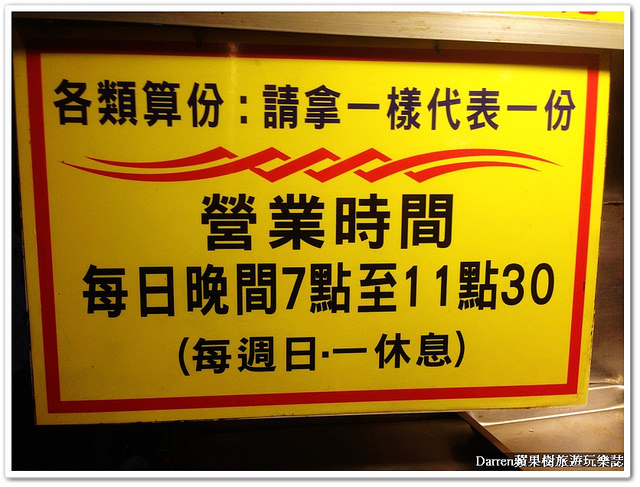 各類算份：請拿一樣代表一份
營業時間
每日晚間7點至11點30
(每週日·一休息)
Darren蘋果樹旅遊玩樂誌